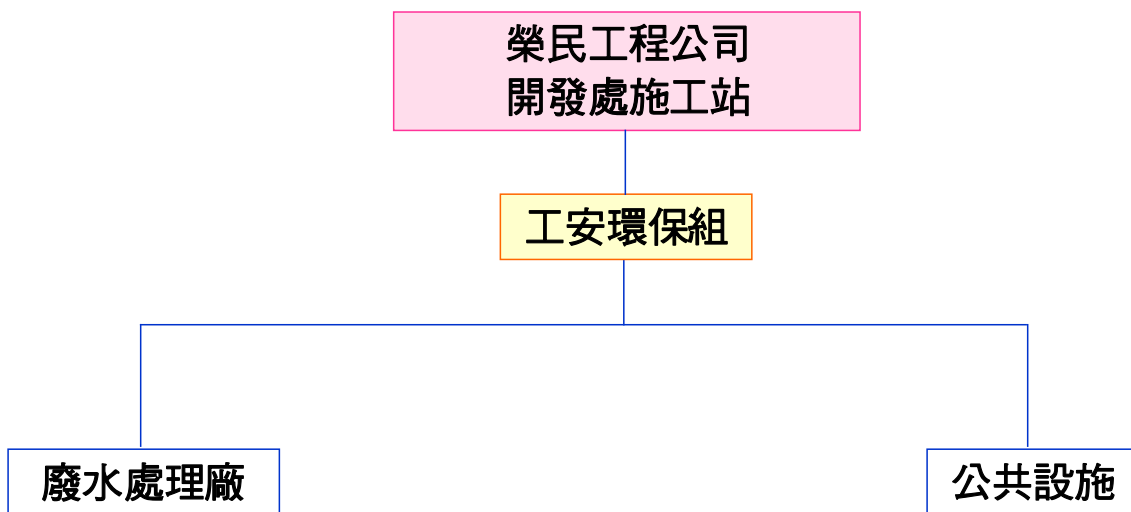 榮民工程公司
開發處施工站
工安環保組
廢水處理廠
公共設施